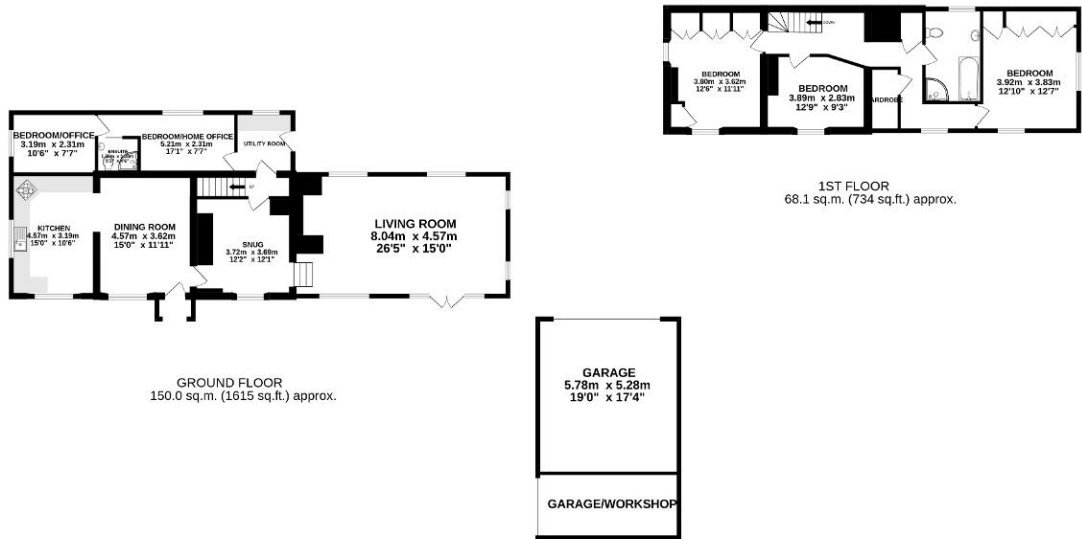 BEDROOM/OFFICE
3.19m x 2.31m
10'6" x 7'7"
BEDROOM/HOME OFFICE
5.21m x 2.31m
17'1" x 7'7"
UTILITY ROOM
ENSUITE
KITCHEN
4.57m x 3.19m
15'0" x 10'6"
DINING ROOM
4.57m x 3.62m
15'0" x 11'11"
UP
SNUG
3.72m x 3.69m
12'2" x 12'1"
LIVING ROOM
8.04m x 4.57m
26'5" x 15'0"
GROUND FLOOR
150.0 sq.m. (1615 sq.ft.) approx.
DOWN
BEDROOM
3.80m x 3.62m
12'6" x 11'11"
BEDROOM
3.89m x 2.83m
12'9" x 9'3"
ARDROBE
BEDROOM
3.92m x 3.83m
12'10" x 12'7"
1ST FLOOR
68.1 sq.m. (734 sq.ft.) approx.
GARAGE
5.78m x 5.28m
19'0" x 17'4"
GARAGE/WORKSHOP